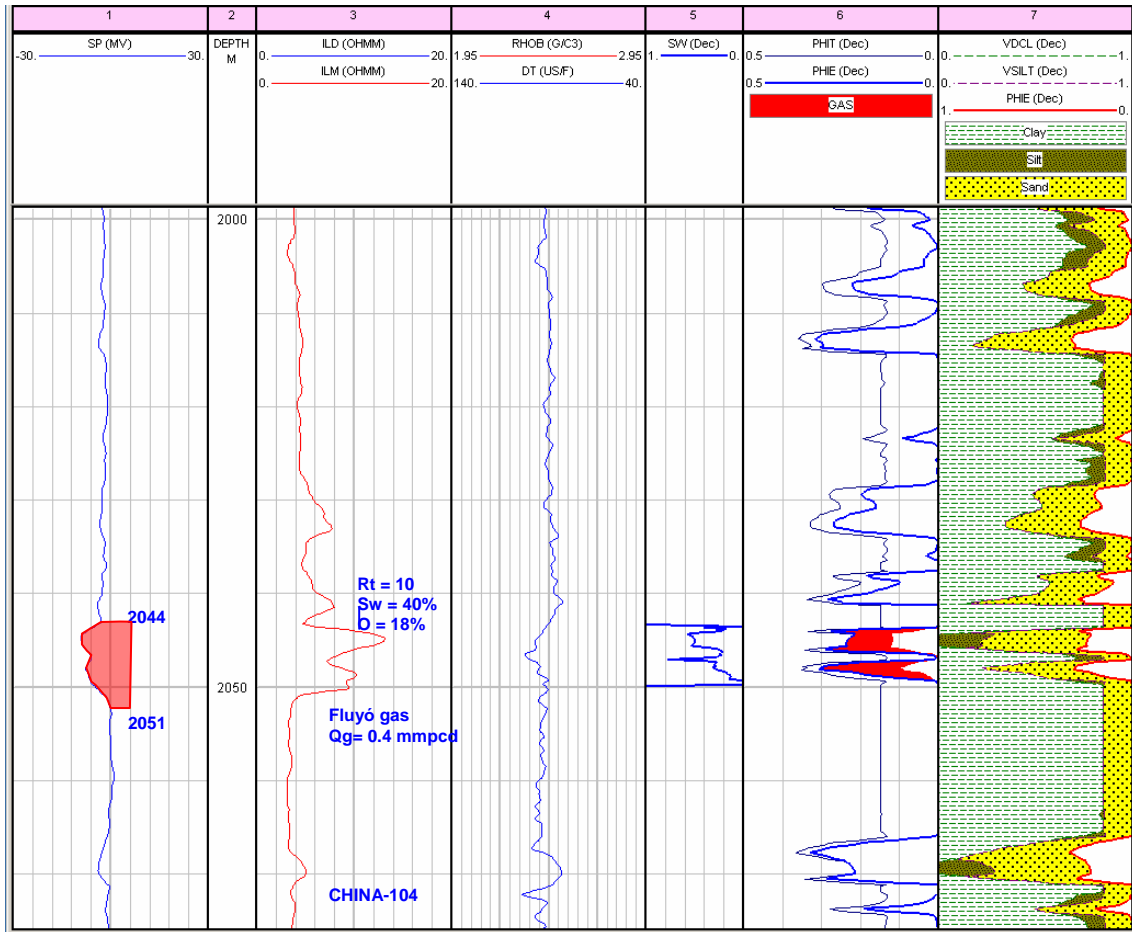 1 2 3 4 5 6 7
SP (MV)
-30. 30.
DEPTH
M
ILD (OHMM)
0. 20.
ILM (OHMM)
0. 20.
RHOB (G/C3)
1.95 2.95
DT (US/F)
140. 40.
SW (Dec)
1. 0.
PHIT (Dec)
0.5 0.
PHIE (Dec)
0.5 0.
GAS
VDCL (Dec)
0. 1.
VSILT (Dec)
0. 1.
PHIE (Dec)
1. 0.
Clay
Silt
Sand
2000
Rt = 10
Sw = 40%
O = 18%
2044
2050
2051
Fluyó gas
Qg= 0.4 mmpcd
CHINA-104